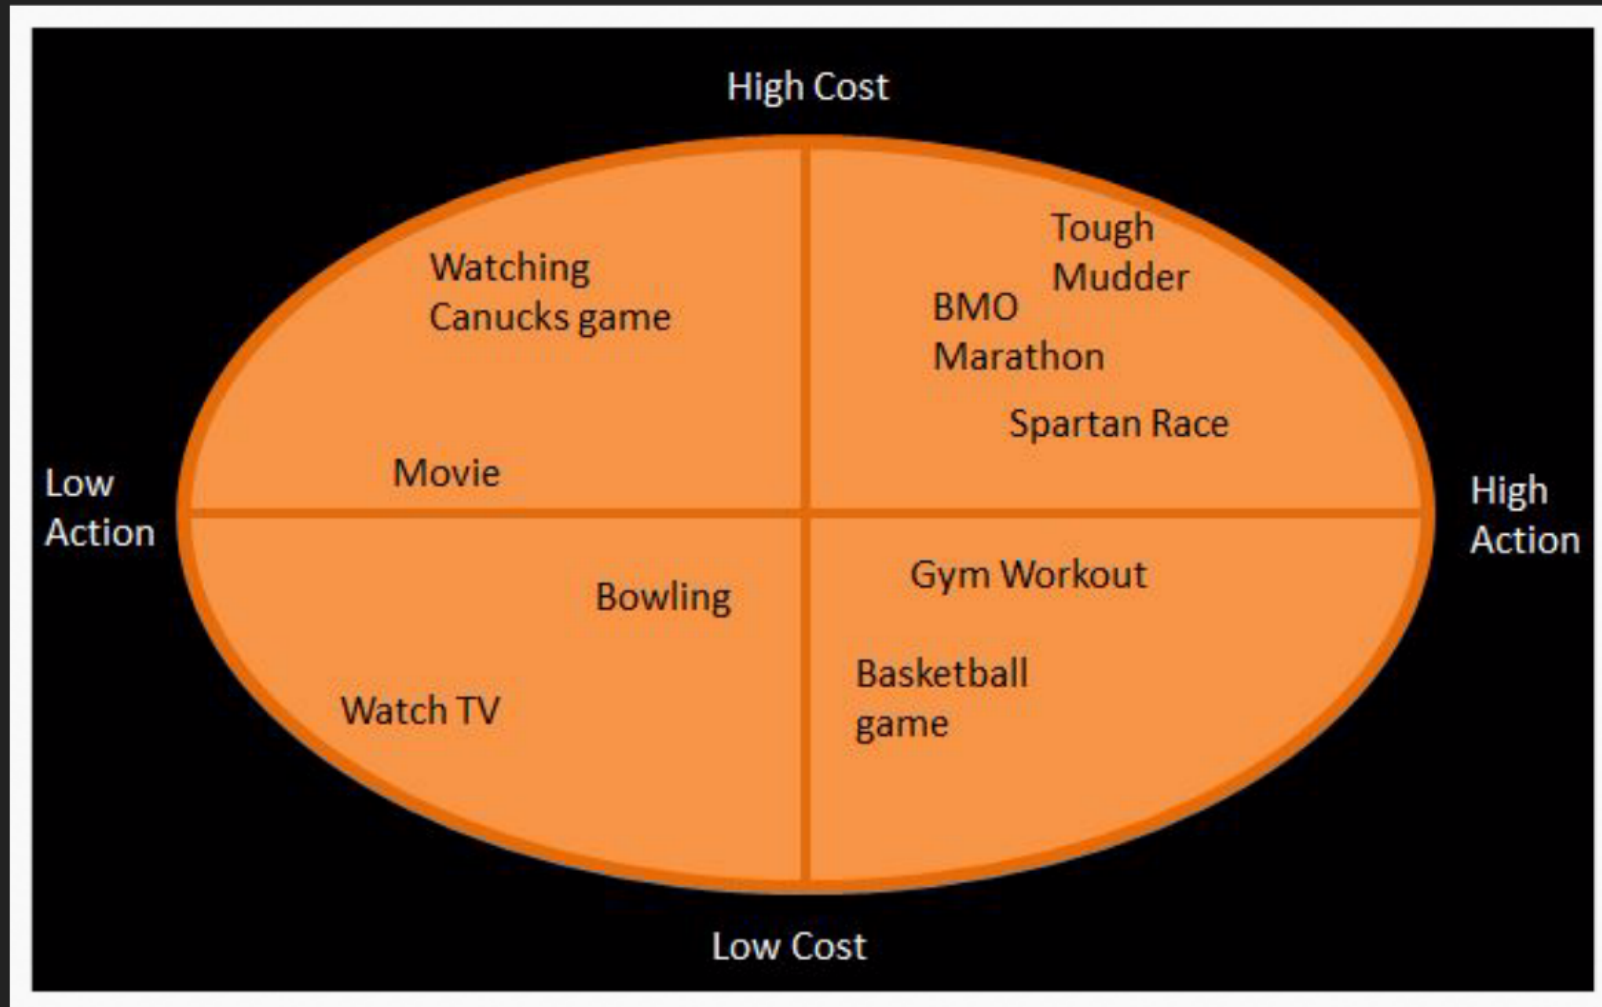 High Cost
Tough
Mudder
Watching
Canucks game
BMO
Marathon
Spartan Race
Movie
Low
Action
High
Action
Gym Workout
Bowling
Basketball
game
Watch TV
Low Cost